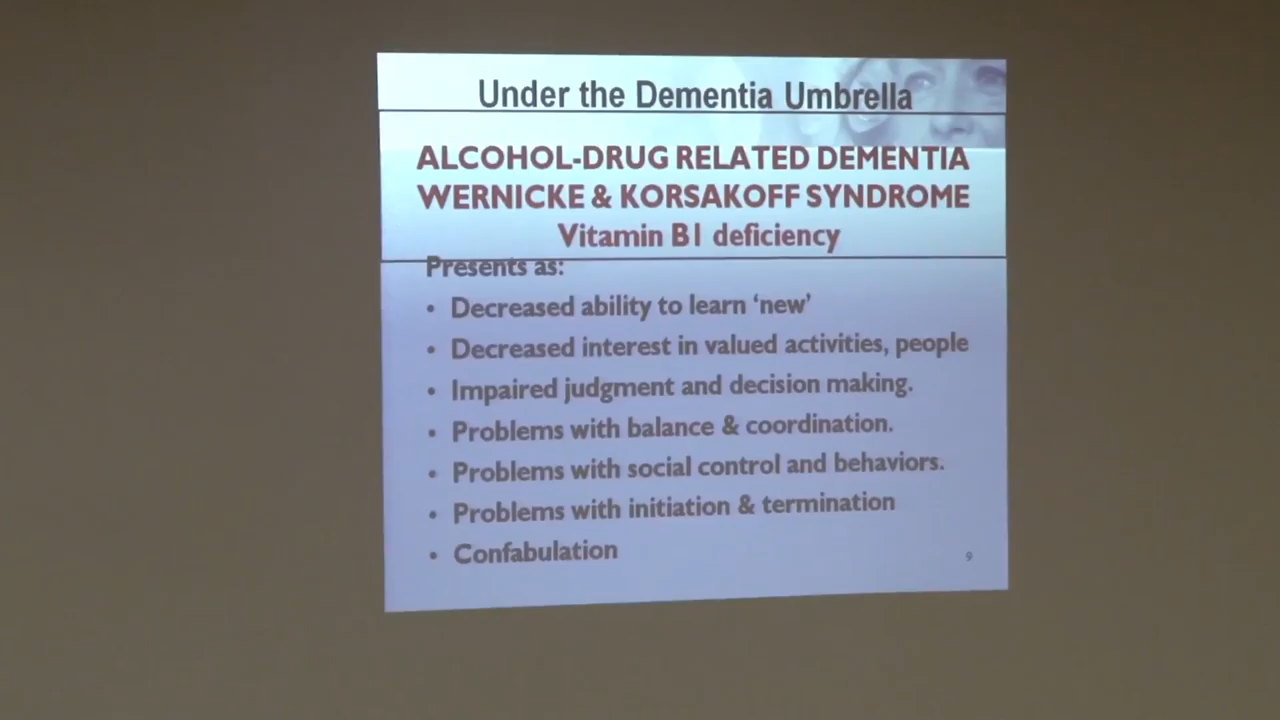 Under the Dementia Umbrella
ALCOHOL-DRUG RELATED DEMENTIA
WERNICKE & KORSAKOFF SYNDROME
Vitamin B1 deficiency
Presents as:
• Decreased ability to learn ‘new’
• Decreased interest in valued activities, people
• Impaired judgment and decision making.
• Problems with balance & coordination.
• Problems with social control and behaviors.
• Problems with initiation & termination
• Confabulation
9